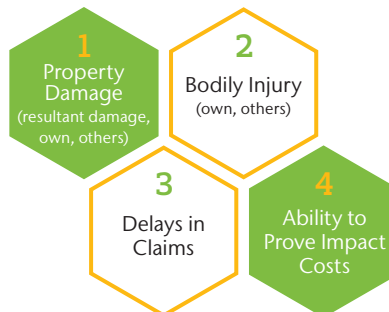 1
Property
Damage
(resultant damage,
own, others)
2
Bodily Injury
(own, others)
3
Delays in
Claims
4
Ability to
Prove Impact
Costs